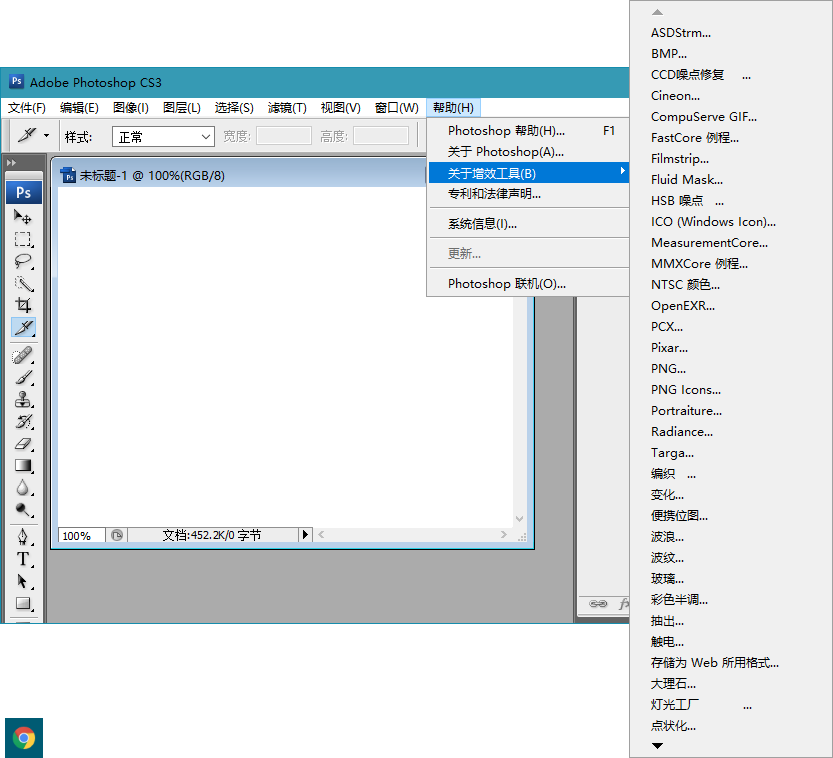 Ps Adobe Photoshop CS3
文件(F) 编辑(E) 图像(I) 图层(L) 选择(S) 滤镜(T) 视图(V) 窗口(W) 帮助(H)
样式: 正常 宽度: 高度:
Ps
未标题-1 @ 100%(RGB/8)
100% 文档:452.2K/0 字节
Photoshop 帮助(H)... F1
关于 Photoshop(A)...
关于增效工具(B)
专利和法律声明...
系统信息(I)...
更新...
Photoshop 联机(O)...
ASDStrm...
BMP...
CCD噪点修复 ...
Cineon...
CompuServe GIF...
FastCore 例程...
Filmstrip...
Fluid Mask...
HSB 噪点 ...
ICO (Windows Icon)...
MeasurementCore...
MMXCore 例程...
NTSC 颜色...
OpenEXR...
PCX...
Pixar...
PNG...
PNG Icons...
Portraiture...
Radiance...
Targa...
编织 ...
变化...
便携位图...
波浪...
波纹...
玻璃...
彩色半调...
抽出...
触电...
存储为 Web 所用格式...
大理石...
灯光工厂 ...
点状化...